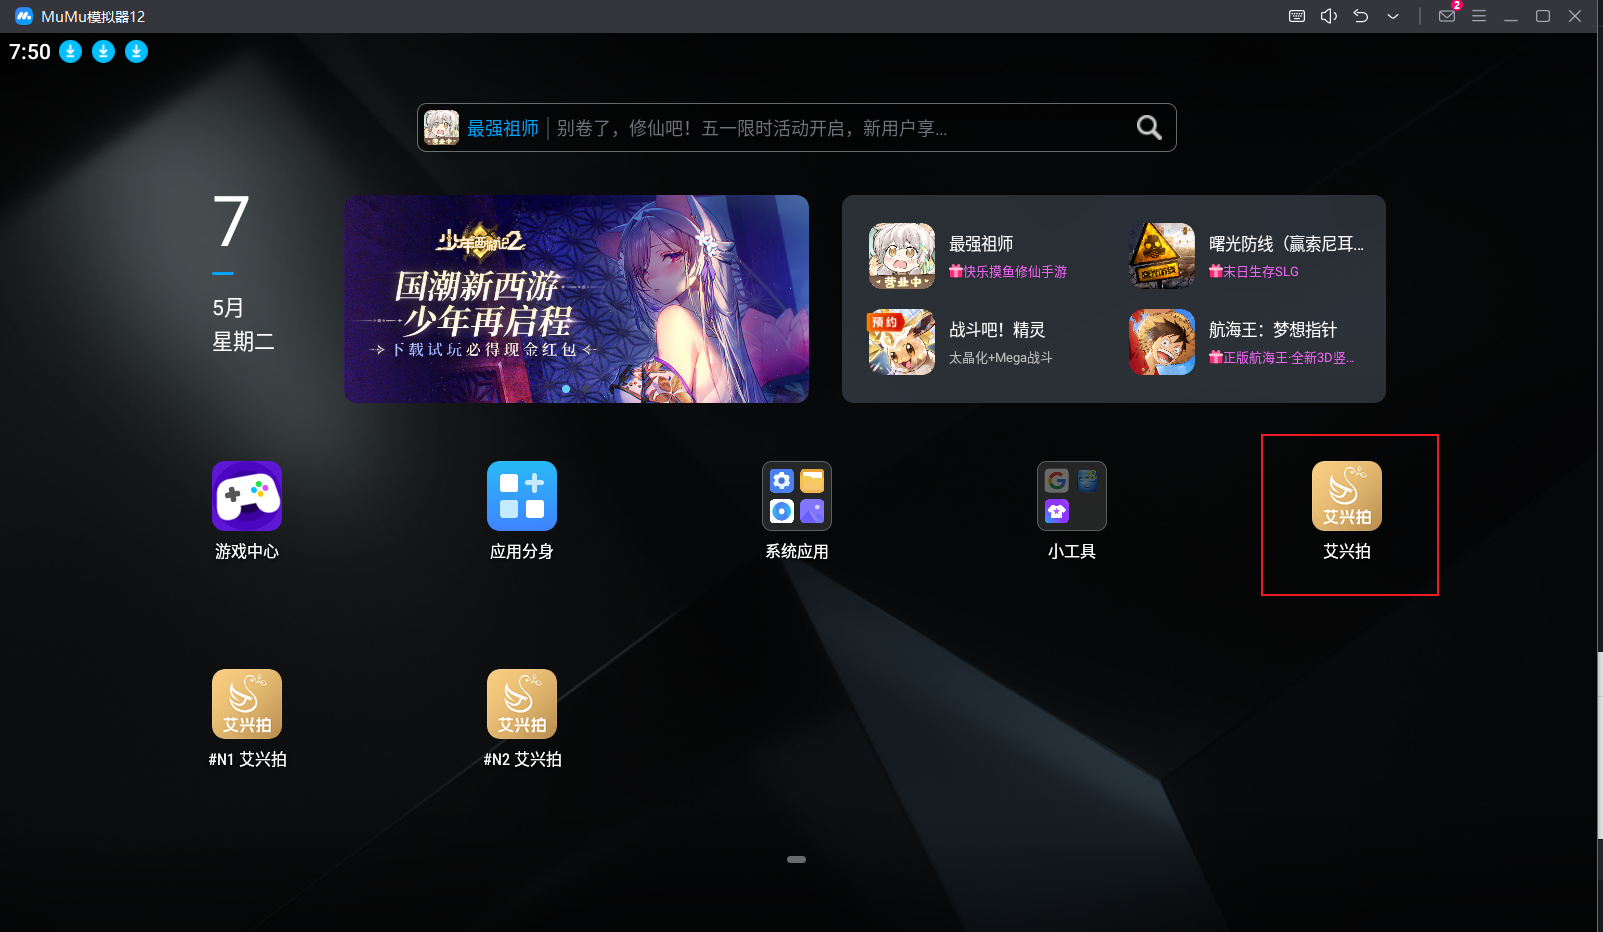 MuMu模拟器12
2
7:50
最强祖师 | 别卷了，修仙吧！五一限时活动开启，新用户享...
营业中
7
5月
星期二
少年西游记2
国潮新西游
少年再启程
下载试玩必得现金红包
最强祖师
快乐摸鱼修仙手游
营业中
曙光防线（赢索尼耳...
末日生存SLG
曙光防线
预约
战斗吧！精灵
太晶化+Mega战斗
航海王：梦想指针
正版航海王·全新3D竖...
游戏中心
应用分身
系统应用
小工具
艾兴拍
艾兴拍
艾兴拍
#N1 艾兴拍
艾兴拍
#N2 艾兴拍